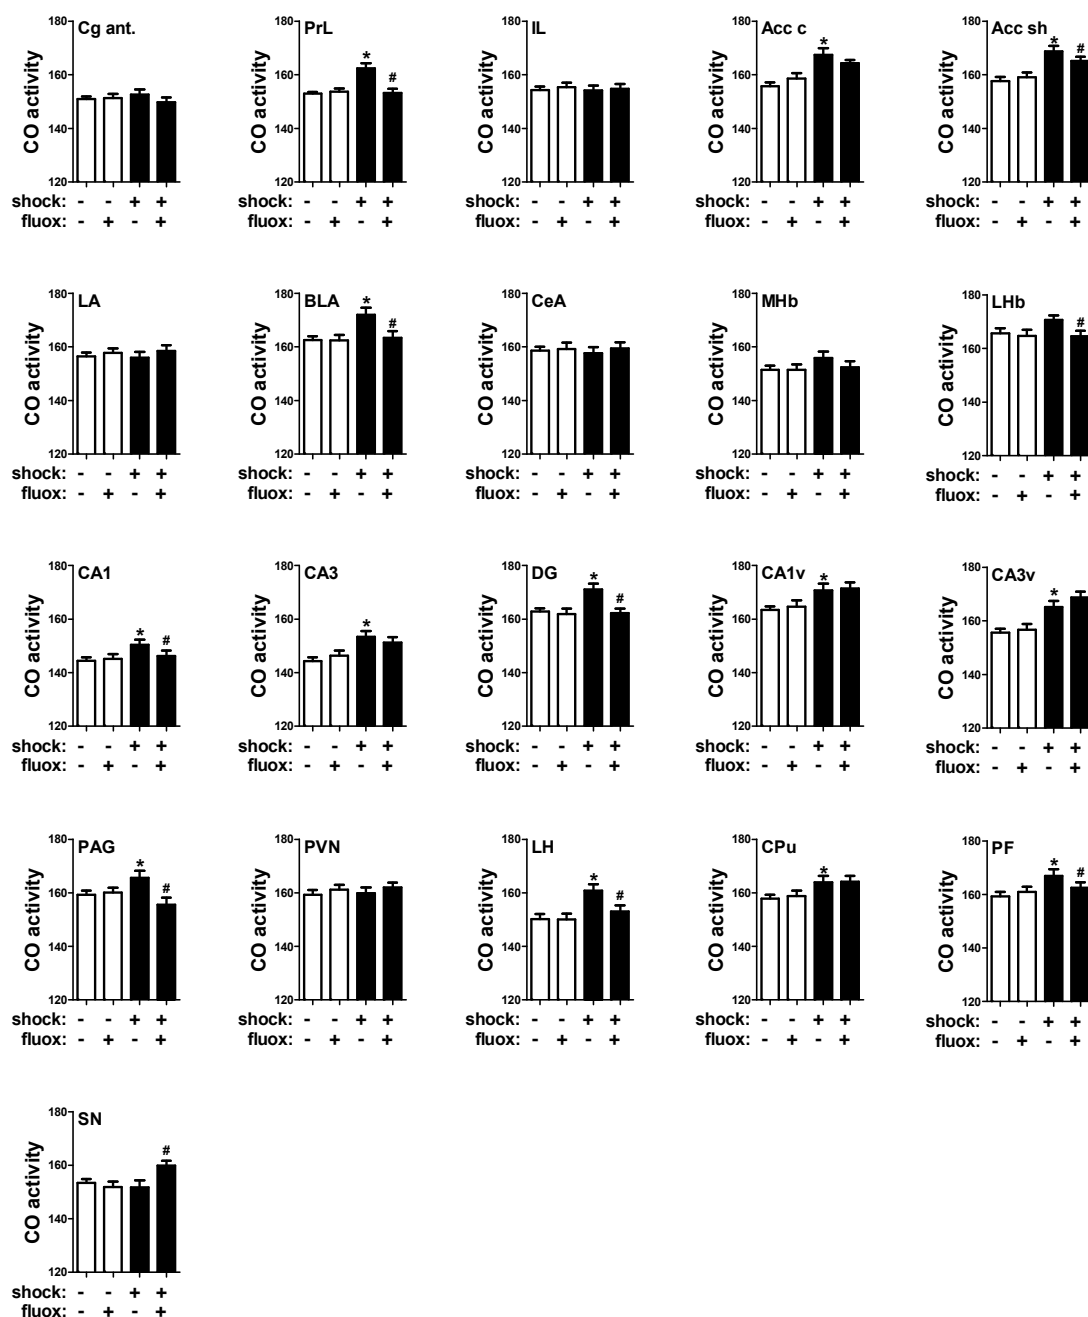 Cg ant. PrL IL Acc c Acc sh
180 180 180 180 180
* * * #
#
160 160 160 160 160
140 140 140 140 140
120 120 120 120 120
CO activity CO activity CO activity CO activity CO activity
shock: - - + + shock: - - + + shock: - - + + shock: - - + + shock: - - + +
fluox: - + - + fluox: - + - + fluox: - + - + fluox: - + - + fluox: - + - +
LA BLA CeA MHb LHb
180 180 180 180 180
* # #
160 160 160 160 160
140 140 140 140 140
120 120 120 120 120
CO activity CO activity CO activity CO activity CO activity
shock: - - + + shock: - - + + shock: - - + + shock: - - + + shock: - - + +
fluox: - + - + fluox: - + - + fluox: - + - + fluox: - + - + fluox: - + - +
CA1 CA3 DG CA1v CA3v
180 180 180 180 180
* # * * # * *
160 160 160 160 160
140 140 140 140 140
120 120 120 120 120
CO activity CO activity CO activity CO activity CO activity
shock: - - + + shock: - - + + shock: - - + + shock: - - + + shock: - - + +
fluox: - + - + fluox: - + - + fluox: - + - + fluox: - + - + fluox: - + - +
PAG PVN LH CPu PF
180 180 180 180 180
* # * # * * #
160 160 160 160 160
140 140 140 140 140
120 120 120 120 120
CO activity CO activity CO activity CO activity CO activity
shock: - - + + shock: - - + + shock: - - + + shock: - - + + shock: - - + +
fluox: - + - + fluox: - + - + fluox: - + - + fluox: - + - + fluox: - + - +
SN
180
#
160
140
120
CO activity
shock: - - + +
fluox: - + - +